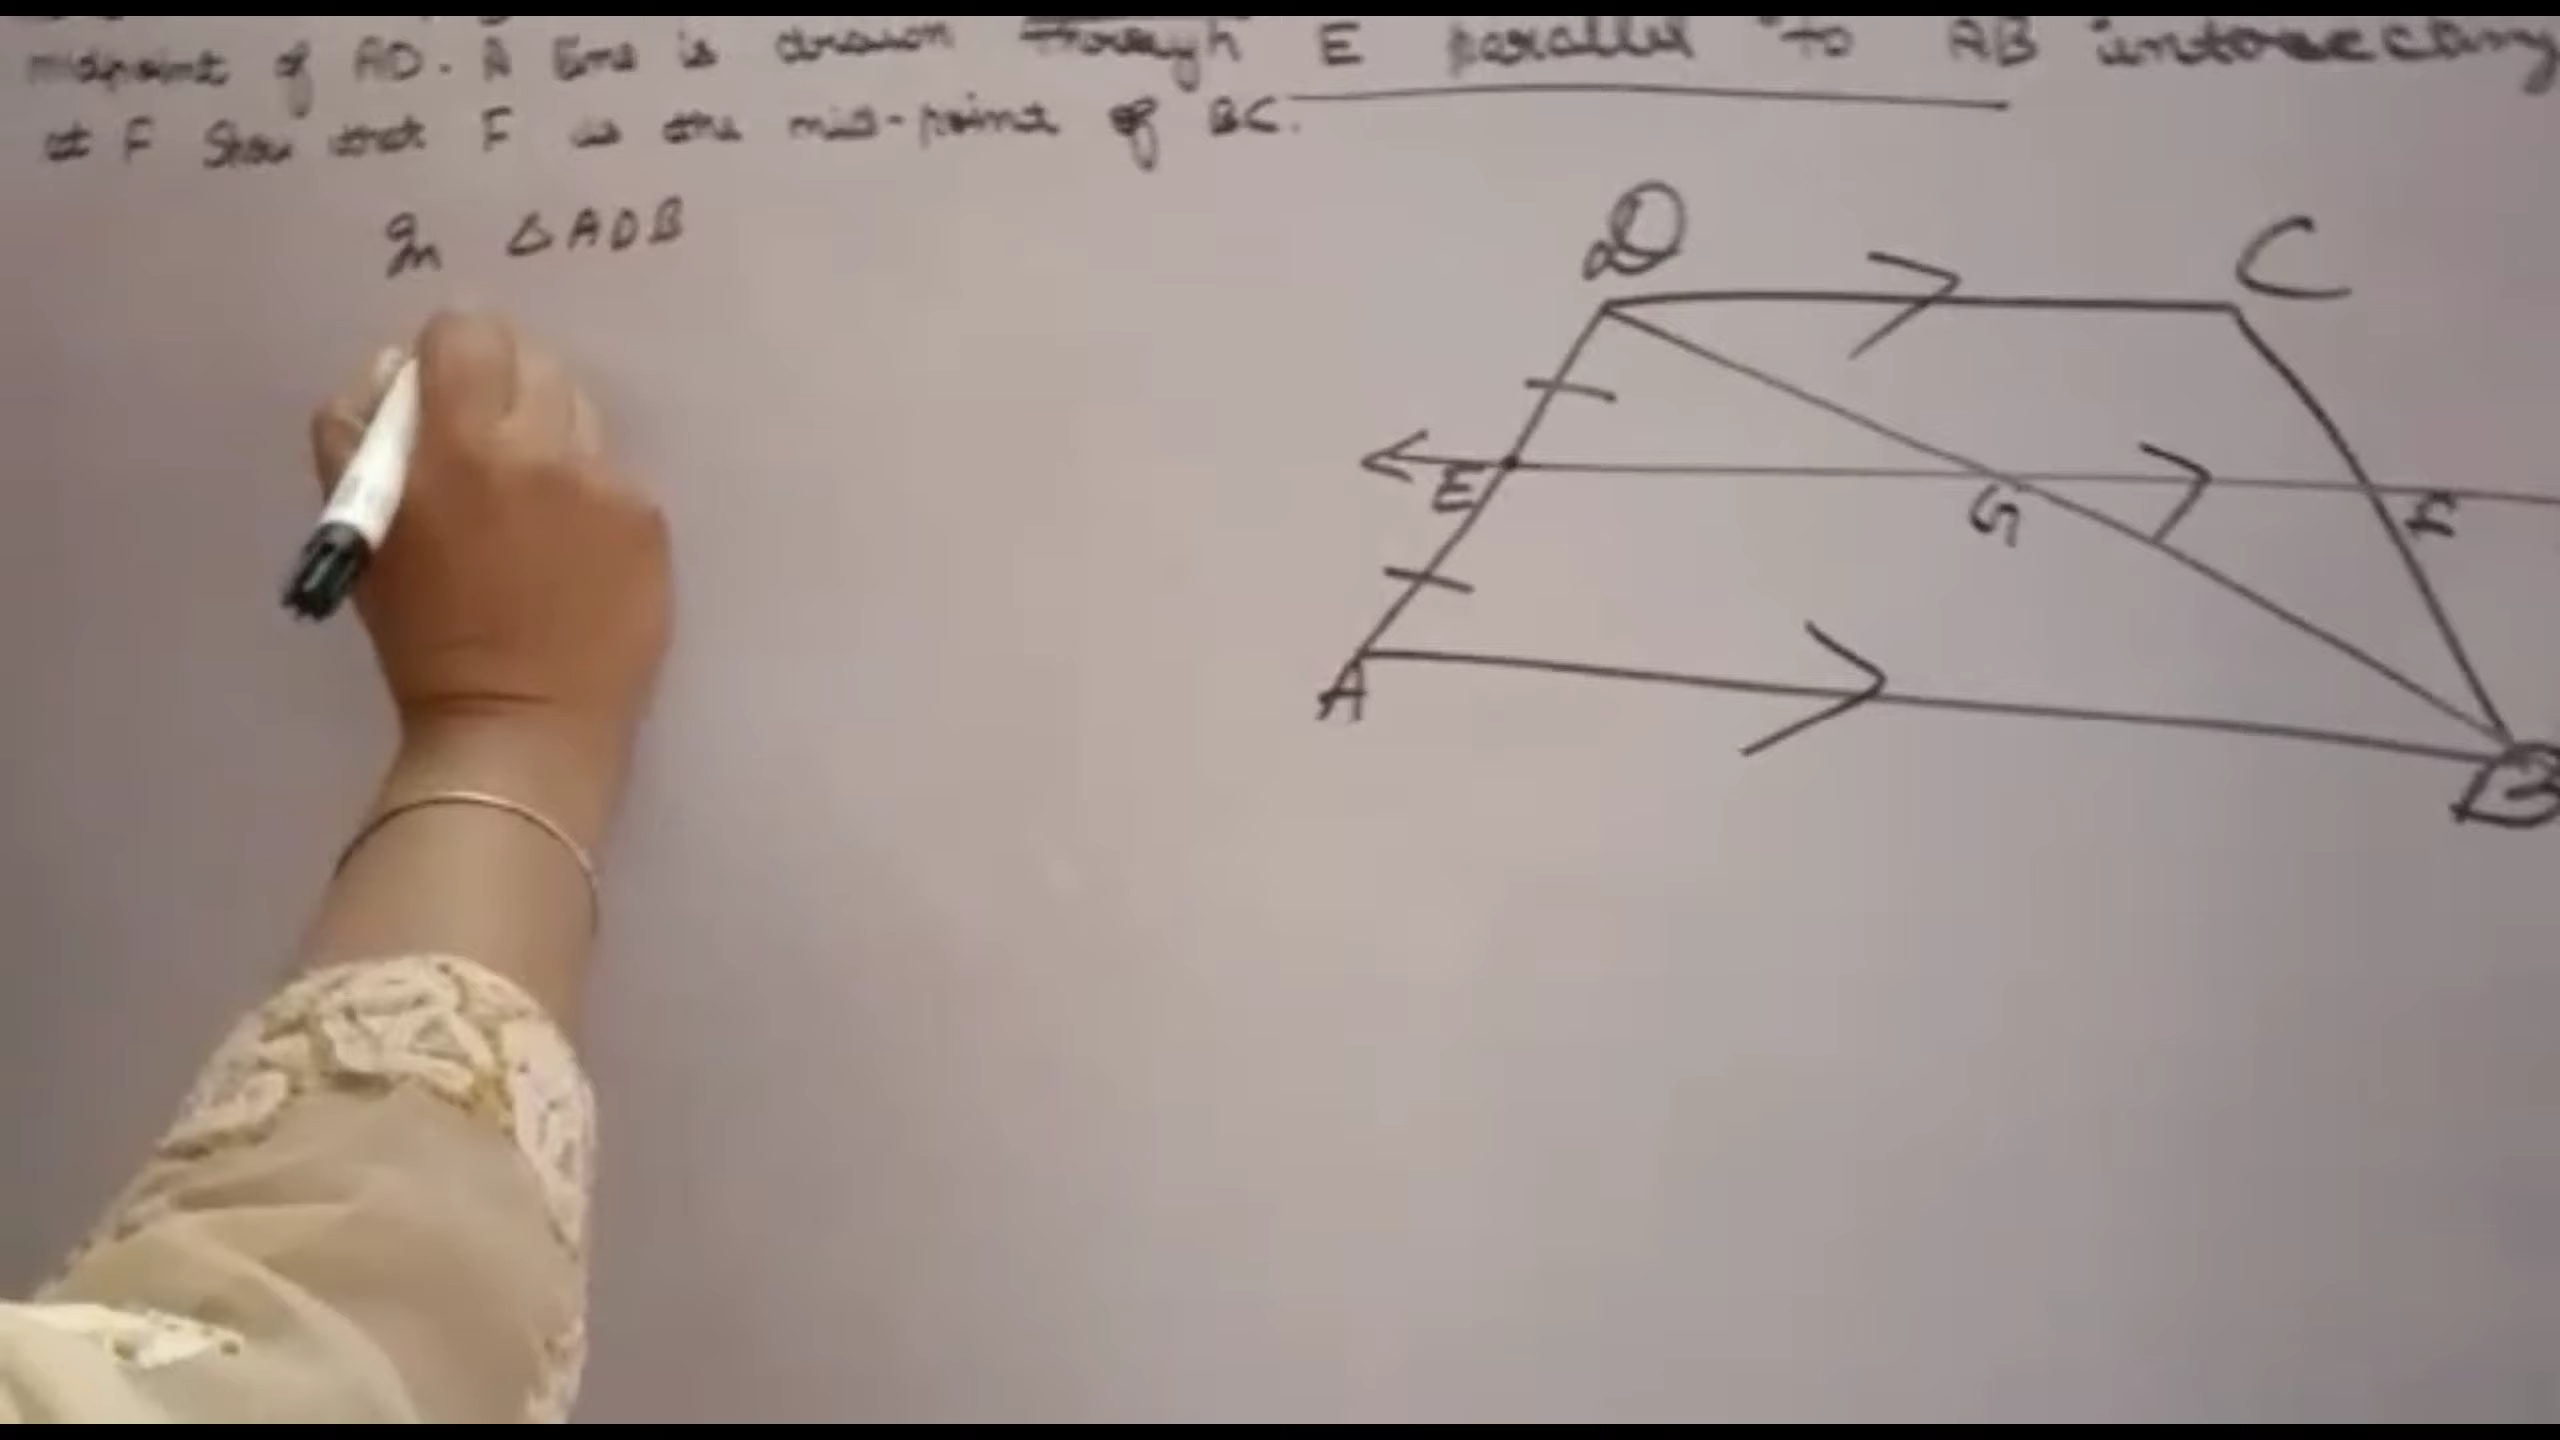 midpoint of AD. A line is drawn through E parallel to AB intersecting
at F Show that F is the mid-point of BC.
In △ADB
D
C
E
G
F
A
B